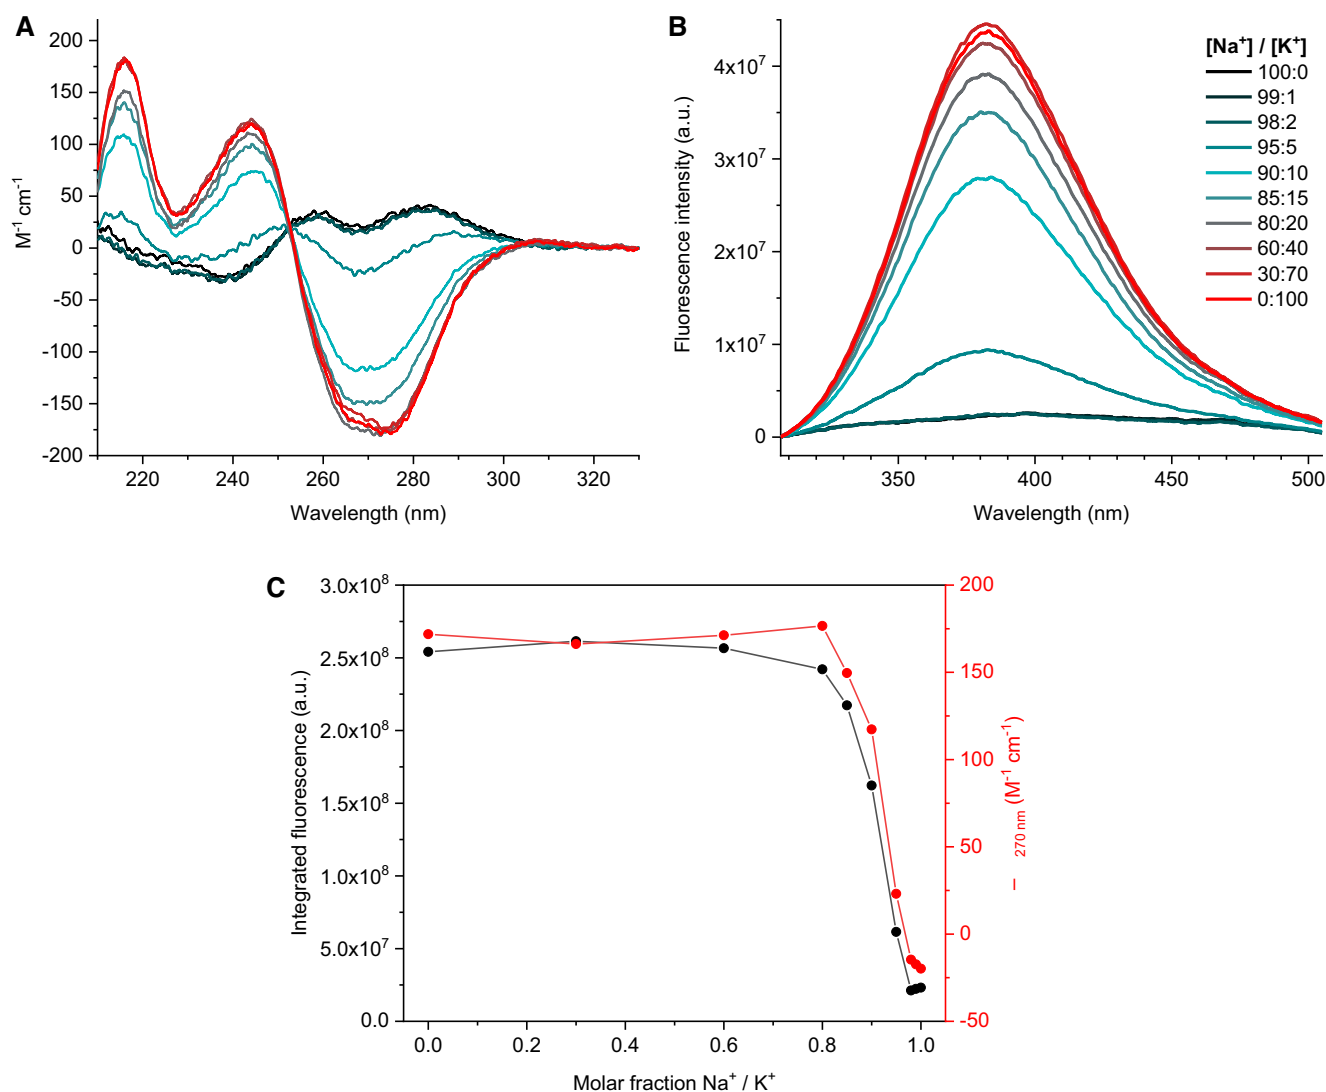 A
200
150
100
50
0
-50
-100
-150
-200
M⁻¹ cm⁻¹
220 240 260 280 300 320
Wavelength (nm)
B
4x10⁷
3x10⁷
2x10⁷
1x10⁷
0
Fluorescence intensity (a.u.)
350 400 450 500
Wavelength (nm)
[Na⁺] / [K⁺]
100:0
99:1
98:2
95:5
90:10
85:15
80:20
60:40
30:70
0:100
C
3.0x10⁸
2.5x10⁸
2.0x10⁸
1.5x10⁸
1.0x10⁸
5.0x10⁷
0.0
Integrated fluorescence (a.u.)
0.0 0.2 0.4 0.6 0.8 1.0
Molar fraction Na⁺ / K⁺
200
150
100
50
0
-50
– 270 nm (M⁻¹ cm⁻¹)